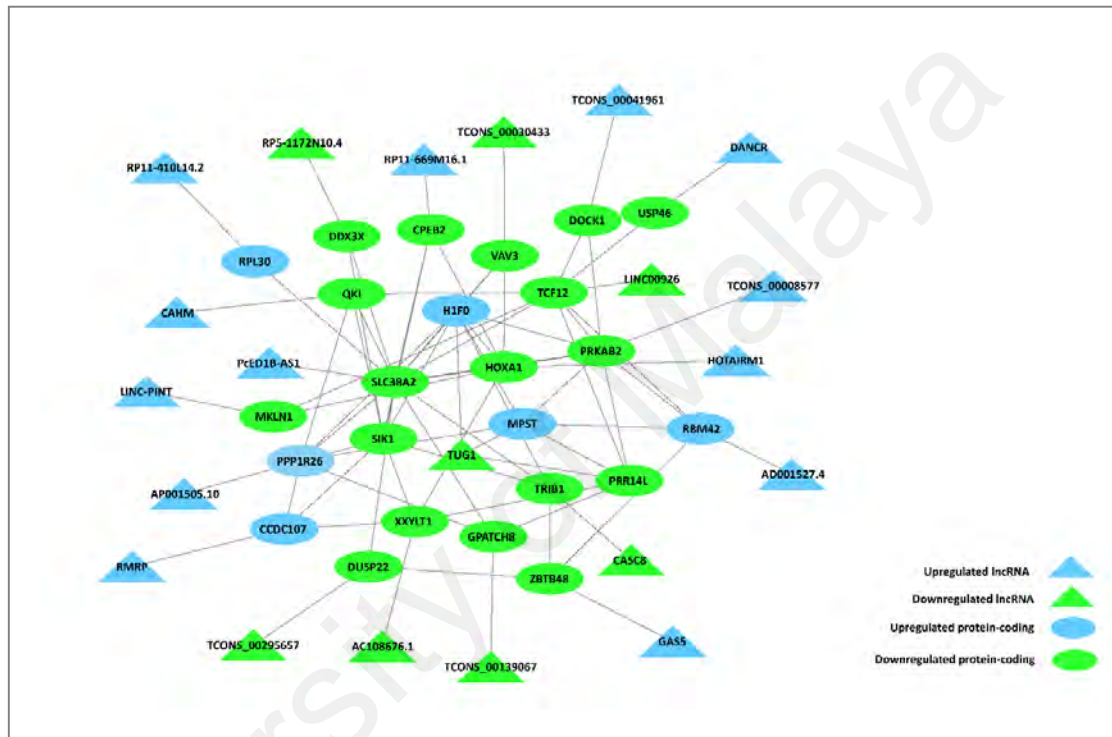 TCONS_00041961
TCONS_00030433
RP5-1172N10.4
DANCR
RP11-669M16.1
RP11-410L14.2
DOCK1
USP46
CPEB2
DDX3X
VAV3
RPL30
LINC00926
TCONS_00008577
QKI
TCF12
CAHM
H1F0
PRKAB2
HOTAIRM1
PcED1B-AS1
HOXA1
SLC38A2
LINC-PINT
MKLN1
MPST
RBM42
SIK1
TUG1
PPP1R26
AD001527.4
PRR14L
TRIB1
AP001505.10
XXYLT1
CCDC107
GPATCH8
CASC8
RMRP
DUSP22
ZBTB48
GAS5
TCONS_00295657
AC108676.1
TCONS_00139067
Upregulated lncRNA
Downregulated lncRNA
Upregulated protein-coding
Downregulated protein-coding
ersity of Malaya